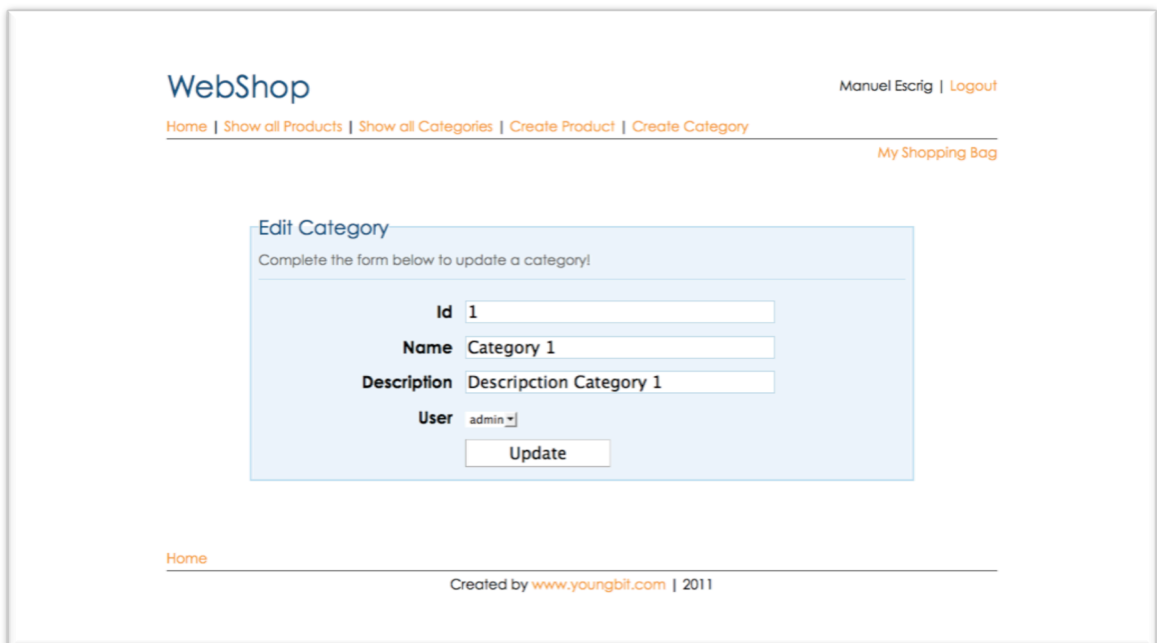 WebShop
Manuel Escrig | Logout
Home | Show all Products | Show all Categories | Create Product | Create Category
My Shopping Bag
Edit Category
Complete the form below to update a category!
Id 1
Name Category 1
Description Descripction Category 1
User admin
Update
Home
Created by www.youngbit.com | 2011